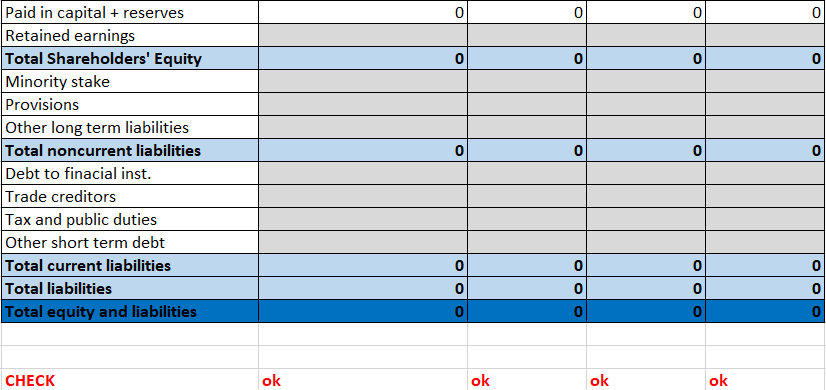 Paid in capital + reserves 0 0 0 0
Retained earnings
Total Shareholders' Equity 0 0 0 0
Minority stake
Provisions
Other long term liabilities
Total noncurrent liabilities 0 0 0 0
Debt to finacial inst.
Trade creditors
Tax and public duties
Other short term debt
Total current liabilities 0 0 0 0
Total liabilities 0 0 0 0
Total equity and liabilities 0 0 0 0
CHECK ok ok ok ok